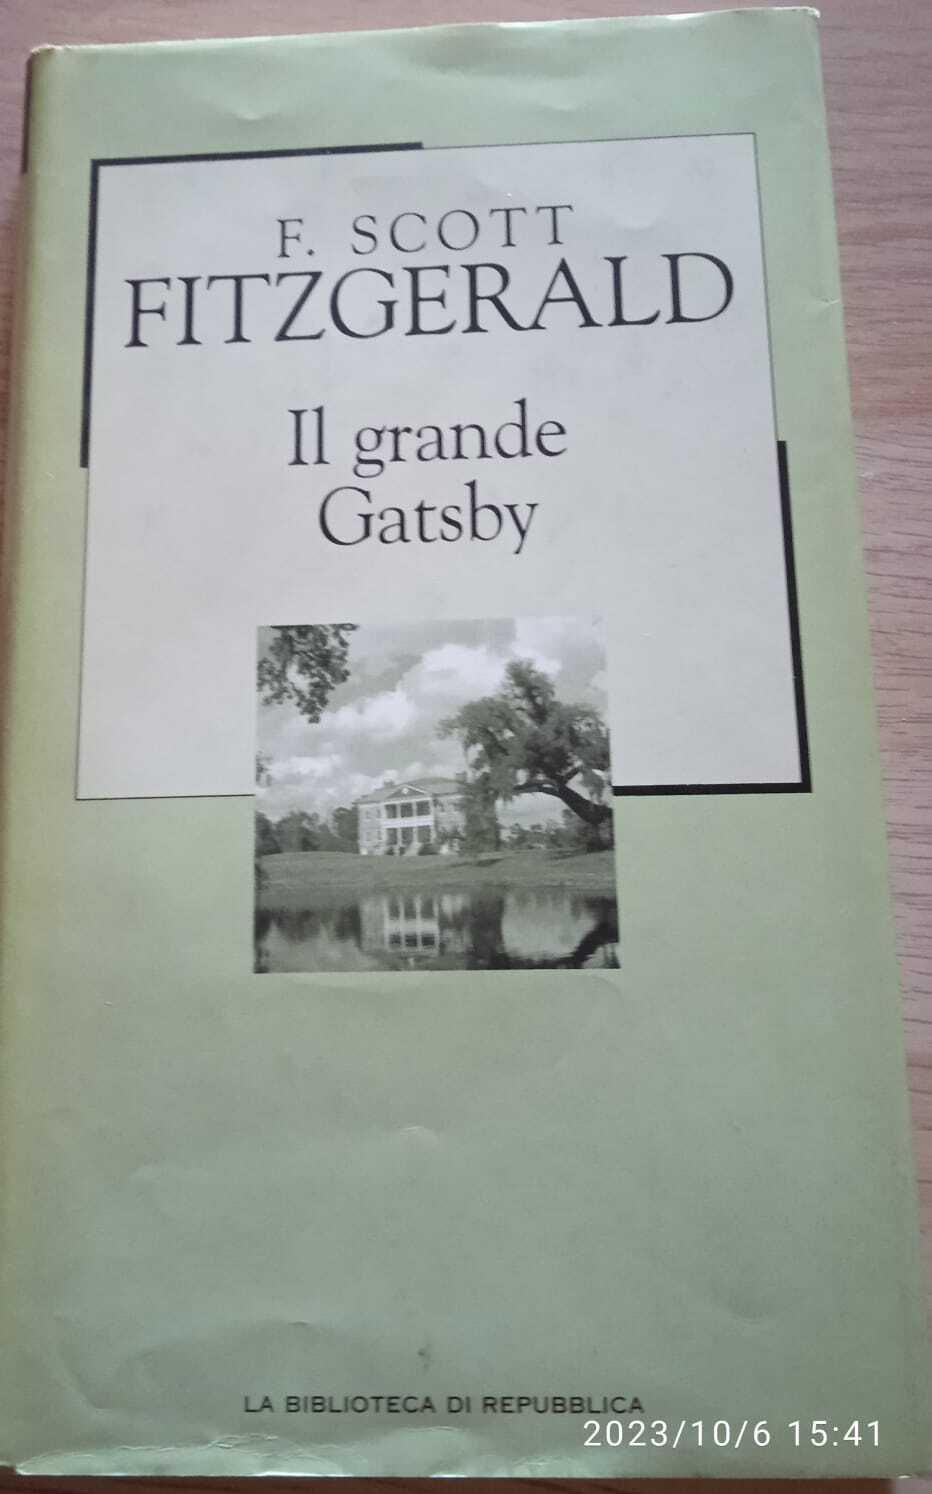 F. SCOTT
FITZGERALD
Il grande
Gatsby
LA BIBLIOTECA DI REPUBBLICA
2023/10/6 15:41